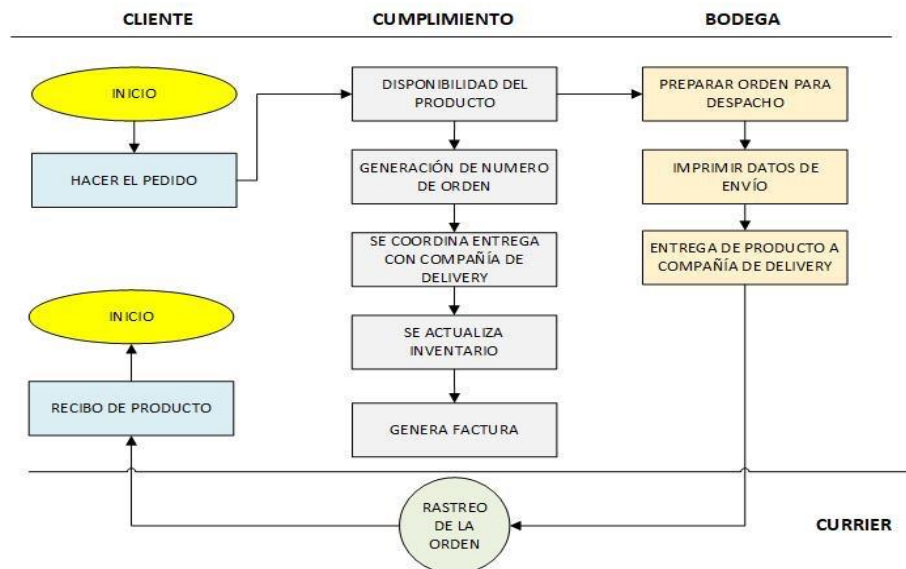 CLIENTE
CUMPLIMIENTO
BODEGA
INICIO
HACER EL PEDIDO
DISPONIBILIDAD DEL
PRODUCTO
GENERACIÓN DE NUMERO
DE ORDEN
SE COORDINA ENTREGA
CON COMPAÑÍA DE
DELIVERY
SE ACTUALIZA
INVENTARIO
GENERA FACTURA
PREPARAR ORDEN PARA
DESPACHO
IMPRIMIR DATOS DE
ENVÍO
ENTREGA DE PRODUCTO A
COMPAÑÍA DE DELIVERY
INICIO
RECIBO DE PRODUCTO
RASTREO
DE LA
ORDEN
CURRIER